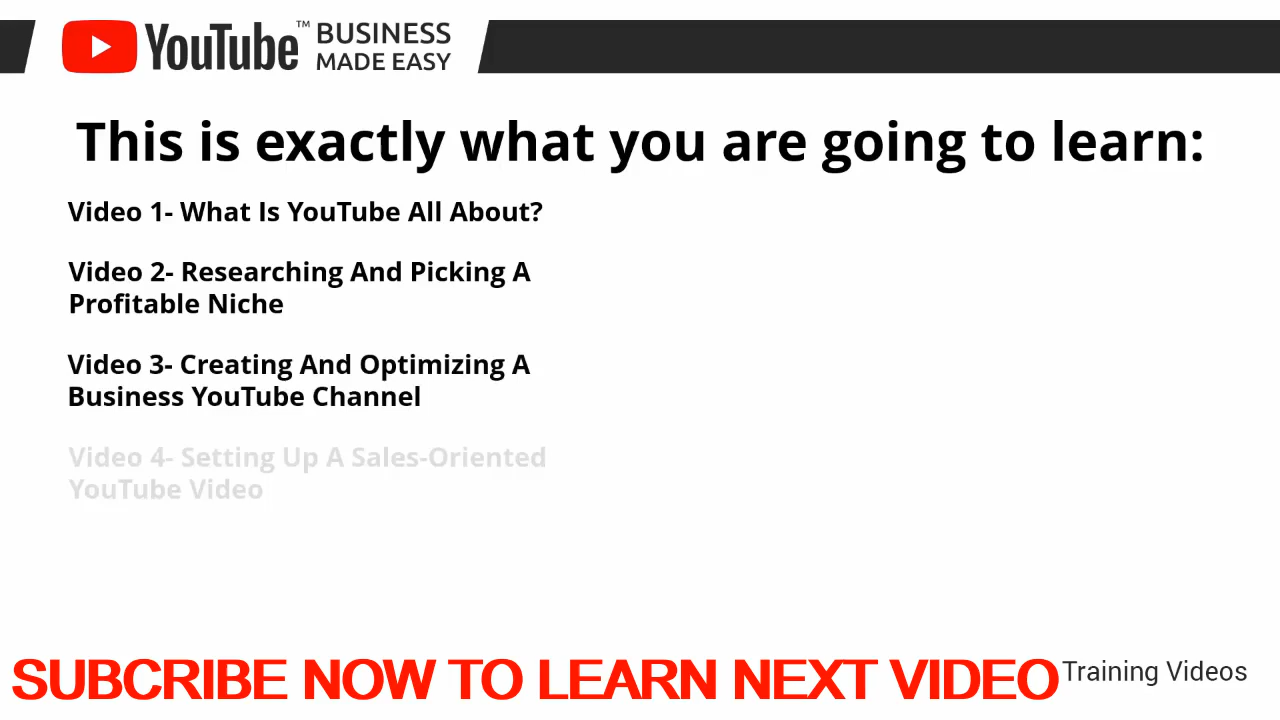 YouTube™ BUSINESS
MADE EASY
This is exactly what you are going to learn:
Video 1- What Is YouTube All About?
Video 2- Researching And Picking A
Profitable Niche
Video 3- Creating And Optimizing A
Business YouTube Channel
Video 4- Setting Up A Sales-Oriented
YouTube Video
SUBCRIBE NOW TO LEARN NEXT VIDEO Training Videos